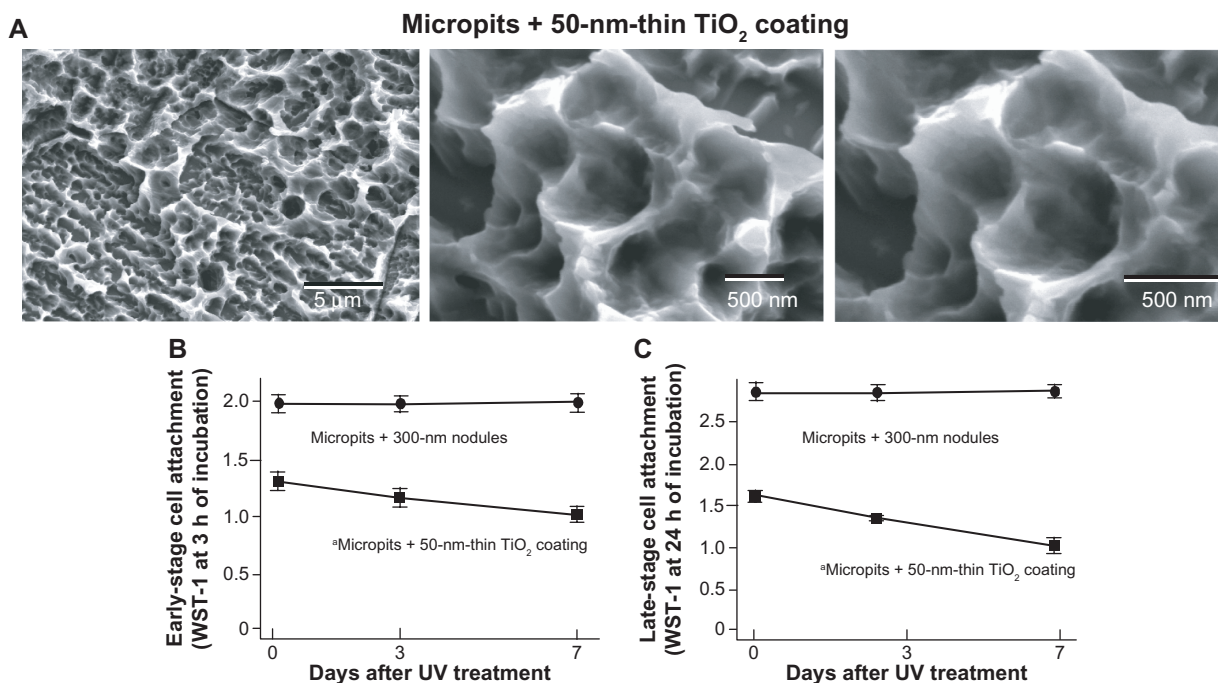 Micropits + 50-nm-thin TiO₂ coating
A
5 µm
500 nm
500 nm
B
Early-stage cell attachment
(WST-1 at 3 h of incubation)
2.0
1.5
1.0
0.5
0
Micropits + 300-nm nodules
ᵃMicropits + 50-nm-thin TiO₂ coating
0 3 7
Days after UV treatment
C
Late-stage cell attachment
(WST-1 at 24 h of incubation)
2.5
2.0
1.5
1.0
0.5
0
Micropits + 300-nm nodules
ᵃMicropits + 50-nm-thin TiO₂ coating
0 3 7
Days after UV treatment